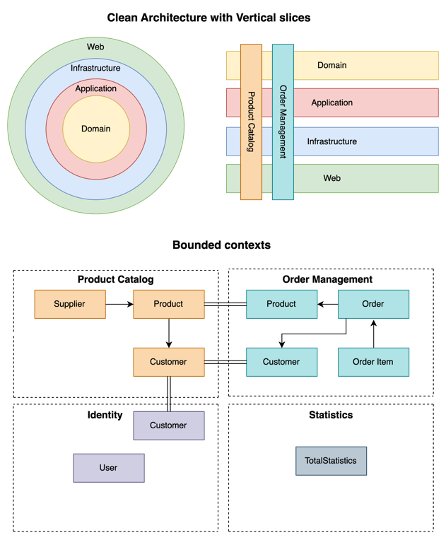 Clean Architecture with Vertical slices
Web
Infrastructure
Application
Domain
Domain
Application
Infrastructure
Web
Product Catalog
Order Management
Bounded contexts
Product Catalog
Supplier
Product
Customer
Order Management
Product
Order
Customer
Order Item
Identity
Customer
User
Statistics
TotalStatistics